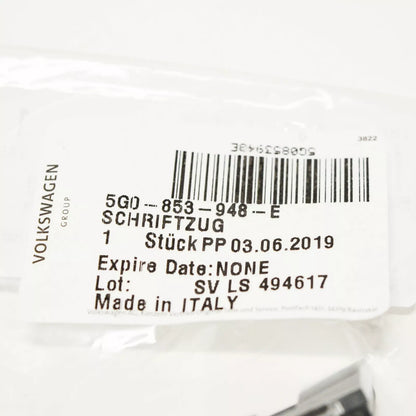 3822
5G0853948E
VOLKSWAGEN
GROUP
5G0-853-948-E
SCHRIFTZUG
1 Stück PP 03.06.2019
Expire Date:NONE
Lot: SV LS 494617
Made in ITALY